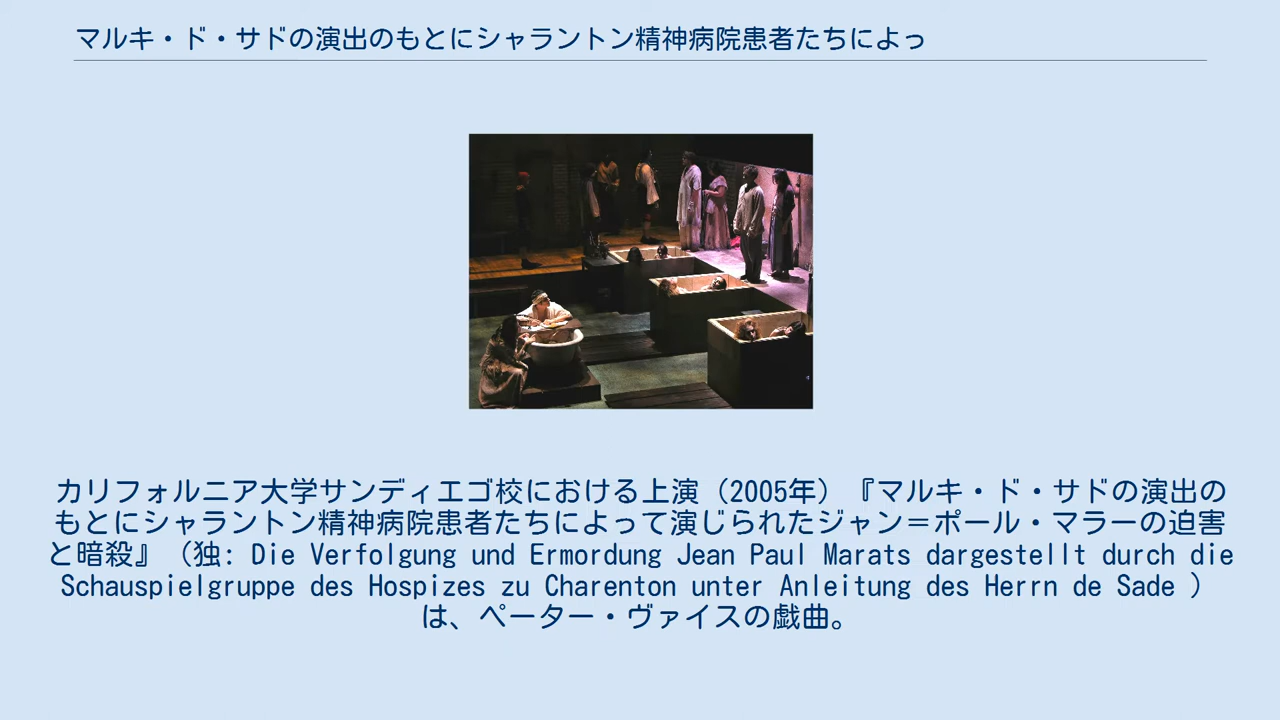 マルキ・ド・サドの演出のもとにシャラントン精神病院患者たちによっ
カリフォルニア大学サンディエゴ校における上演（2005年）『マルキ・ド・サドの演出の
もとにシャラントン精神病院患者たちによって演じられたジャン＝ポール・マラーの迫害
と暗殺』（独: Die Verfolgung und Ermordung Jean Paul Marats dargestellt durch die
Schauspielgruppe des Hospizes zu Charenton unter Anleitung des Herrn de Sade ）
は、ペーター・ヴァイスの戯曲。